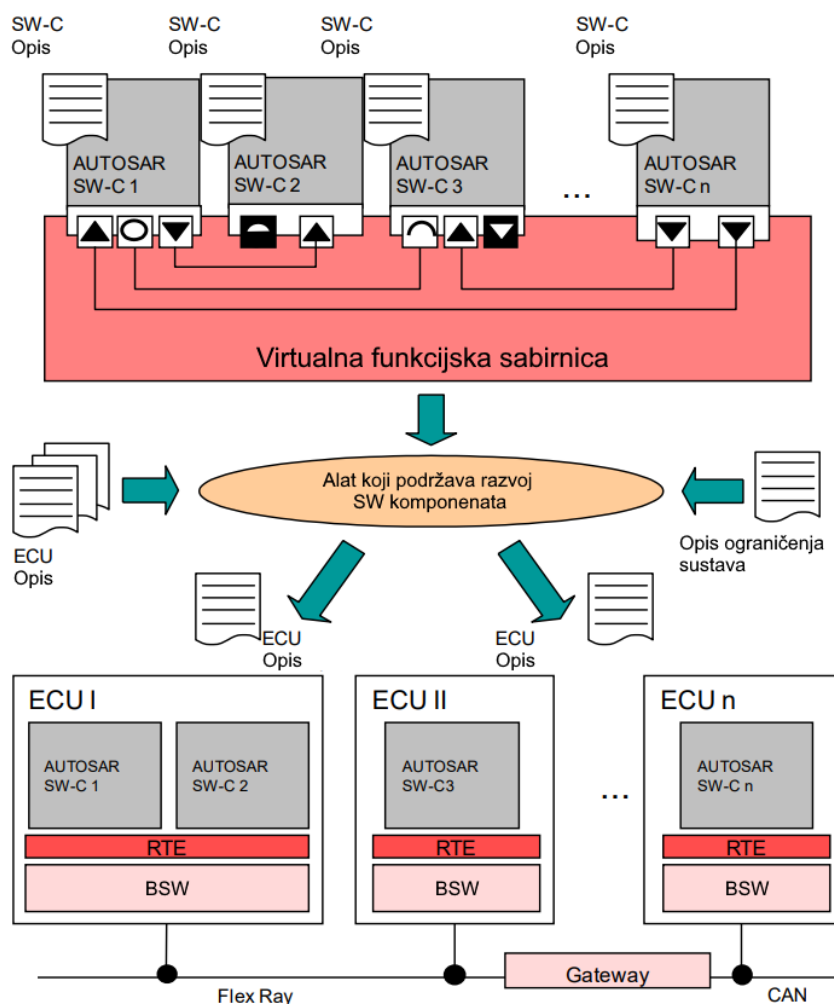 SW-C
Opis
SW-C
Opis
SW-C
Opis
SW-C
Opis
AUTOSAR
SW-C 1
AUTOSAR
SW-C 2
AUTOSAR
SW-C 3
...
AUTOSAR
SW-C n
Virtualna funkcijska sabirnica
Alat koji podržava razvoj
SW komponenata
ECU
Opis
Opis ograničenja
sustava
ECU
Opis
ECU
Opis
ECU I
AUTOSAR
SW-C 1
AUTOSAR
SW-C 2
RTE
BSW
ECU II
AUTOSAR
SW-C3
RTE
BSW
...
ECU n
AUTOSAR
SW-C n
RTE
BSW
Flex Ray
Gateway
CAN